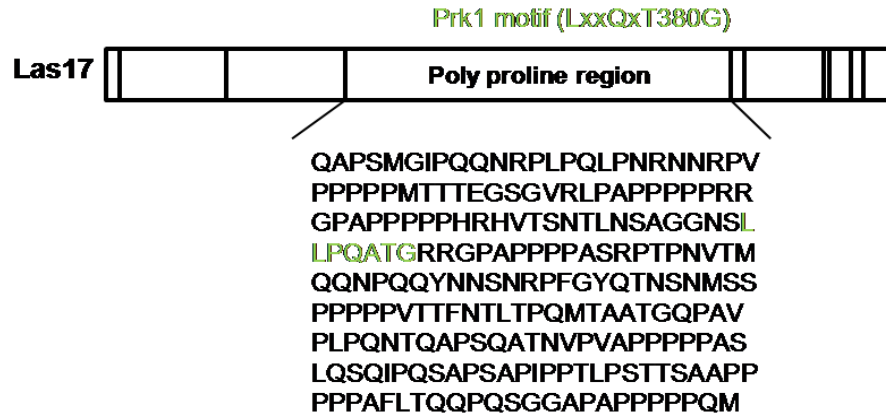 Prk1 motif (LxxQxT380G)
Las17
Poly proline region
QAPSMGIPQQNRPLPQLPNRNNRPV
PPPPPMTTTEGSGVRLPAPPPPPRR
GPAPPPPPHRHVTSNTLNSAGGNSL
LPQATGRRGPAPPPPASRPTPNVTM
QQNPQQYNNSNRPFGYQTNSNMSS
PPPPPVTTFNTLTPQMTAATGQPAV
PLPQNTQAPSQATNVPVAPPPPPAS
LQSQIPQSAPSAPIPPTLPSTTSAAPP
PPPAFLTQQPQSGGAPAPPPPPQM